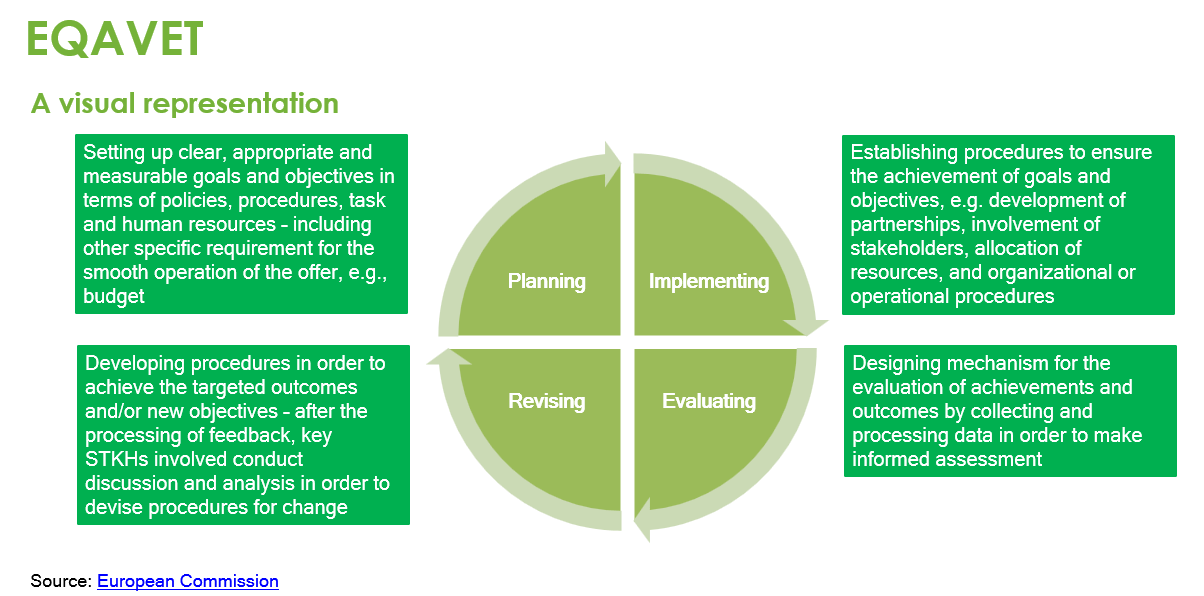 EQAVET
A visual representation
Setting up clear, appropriate and
measurable goals and objectives in
terms of policies, procedures, task
and human resources - including
other specific requirement for the
smooth operation of the offer, e.g.,
budget
Planning
Implementing
Establishing procedures to ensure
the achievement of goals and
objectives, e.g. development of
partnerships, involvement of
stakeholders, allocation of
resources, and organizational or
operational procedures
Developing procedures in order to
achieve the targeted outcomes
and/or new objectives - after the
processing of feedback, key
STKHs involved conduct
discussion and analysis in order to
devise procedures for change
Revising
Evaluating
Designing mechanism for the
evaluation of achievements and
outcomes by collecting and
processing data in order to make
informed assessment
Source: European Commission